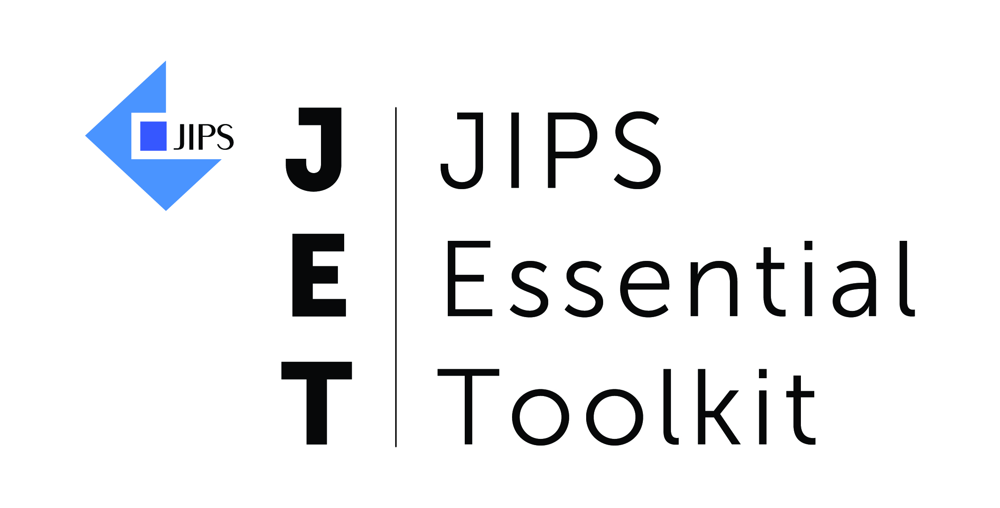 JIPS
J
E
T
JIPS
Essential
Toolkit